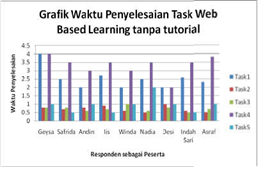 Grafik Waktu Penyelesaian Task Web
Based Learning tanpa tutorial
Waktu Penyelesaian
4.5
4
3.5
3
2.5
2
1.5
1
0.5
0
Geysa Safrida Andin Iis Winda Nadia Desi Indah Sari Asraf
Responden sebagai Peserta
Task1
Task2
Task3
Task4
Task5